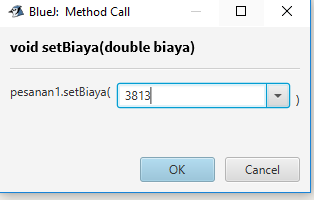 BlueJ: Method Call
void setBiaya(double biaya)
pesanan1.setBiaya( 3813 )
OK Cancel